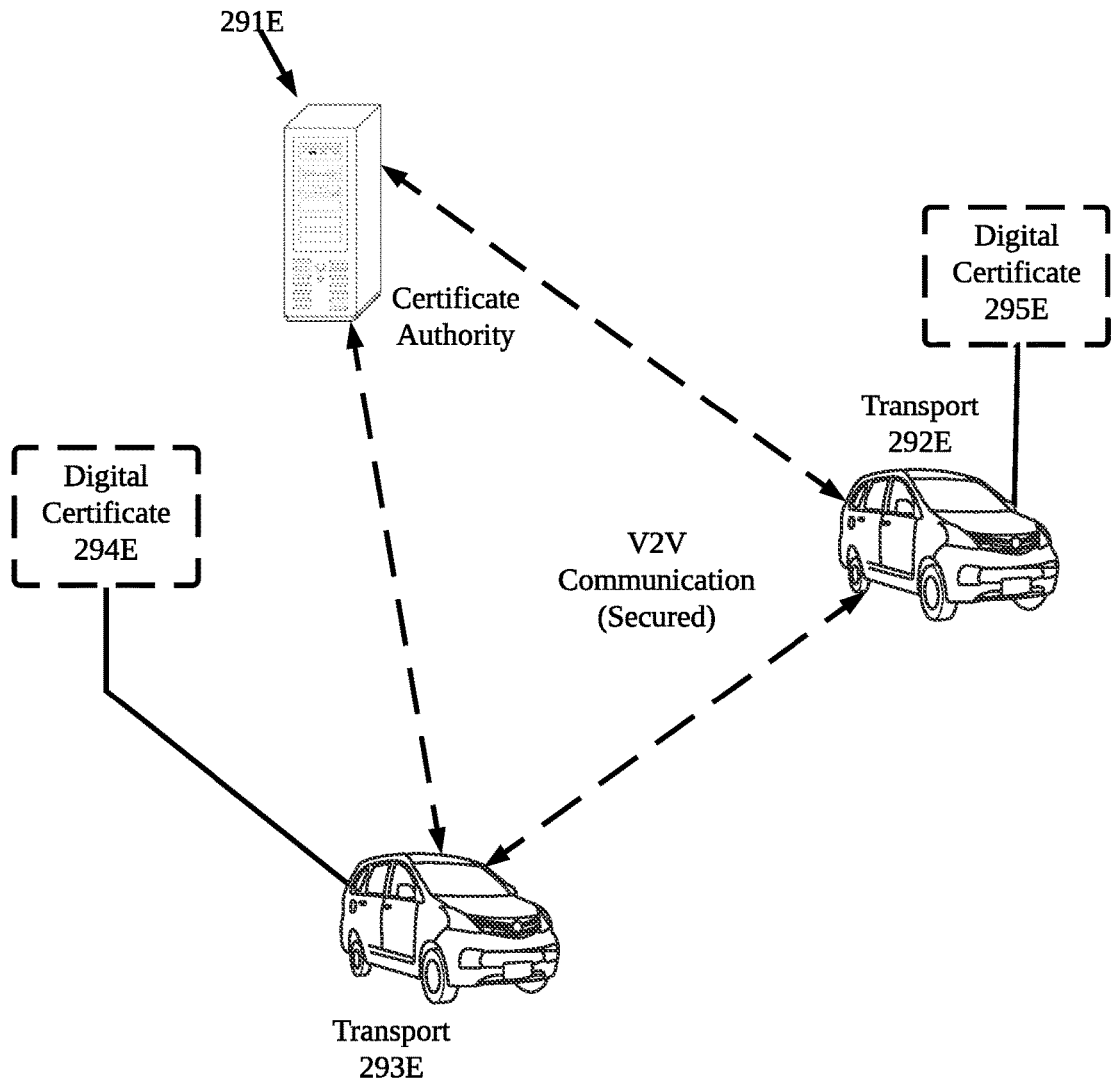 291E
Certificate
Authority
Digital
Certificate
295E
Transport
292E
Digital
Certificate
294E
V2V
Communication
(Secured)
Transport
293E